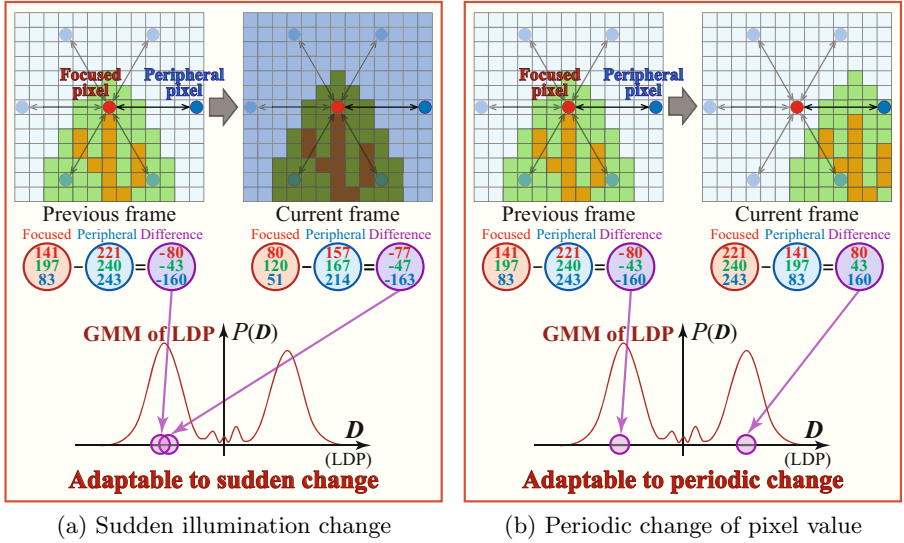 Focused
pixel
Peripheral
pixel
Previous frame
Current frame
Focused Peripheral Difference
141 221 -80
197 − 240 = -43
83 243 -160
Focused Peripheral Difference
80 157 -77
120 − 167 = -47
51 214 -163
GMM of LDP
P(D)
D
(LDP)
Adaptable to sudden change
(a) Sudden illumination change
Focused
pixel
Peripheral
pixel
Previous frame
Current frame
Focused Peripheral Difference
141 221 -80
197 − 240 = -43
83 243 -160
Focused Peripheral Difference
221 141 80
240 − 197 = 43
243 83 160
GMM of LDP
P(D)
D
(LDP)
Adaptable to periodic change
(b) Periodic change of pixel value